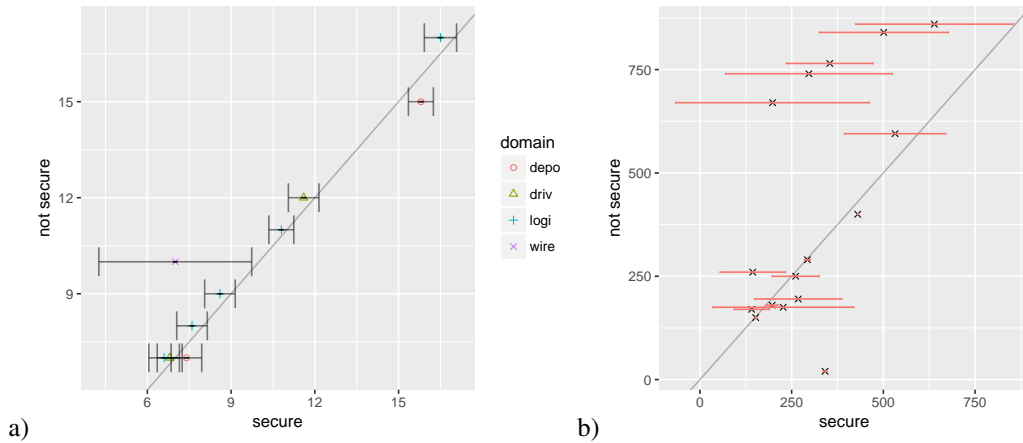 15
12
9
6
9
12
15
not secure
secure
a)
domain
depo
driv
logi
wire
750
500
250
0
0
250
500
750
not secure
secure
b)